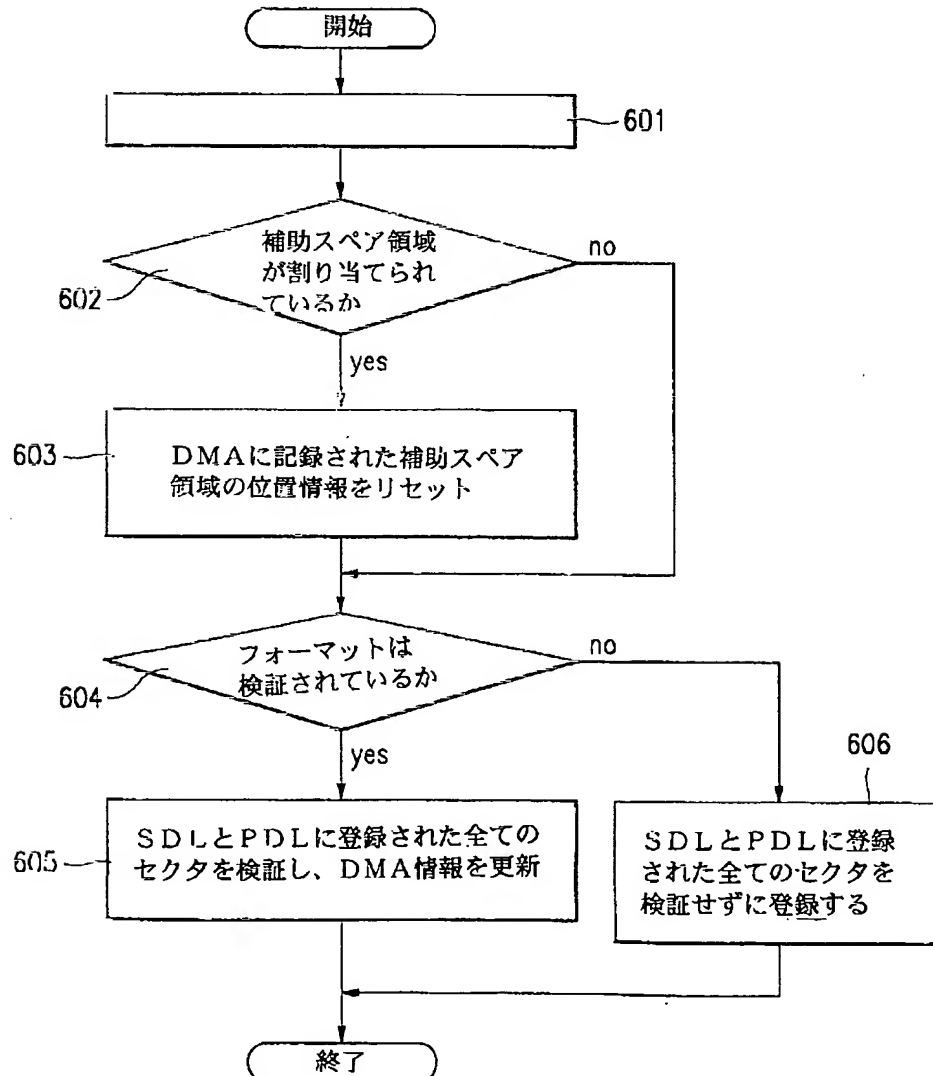 開始
601
補助スペア領域
が割り当てられ
ているか
no
602
yes
603
DMAに記録された補助スペア
領域の位置情報をリセット
フォーマットは
検証されているか
no
604
yes
606
605
SDLとPDLに登録された全ての
セクタを検証し、DMA情報を更新
SDLとPDLに登録
された全てのセクタを
検証せずに登録する
終了